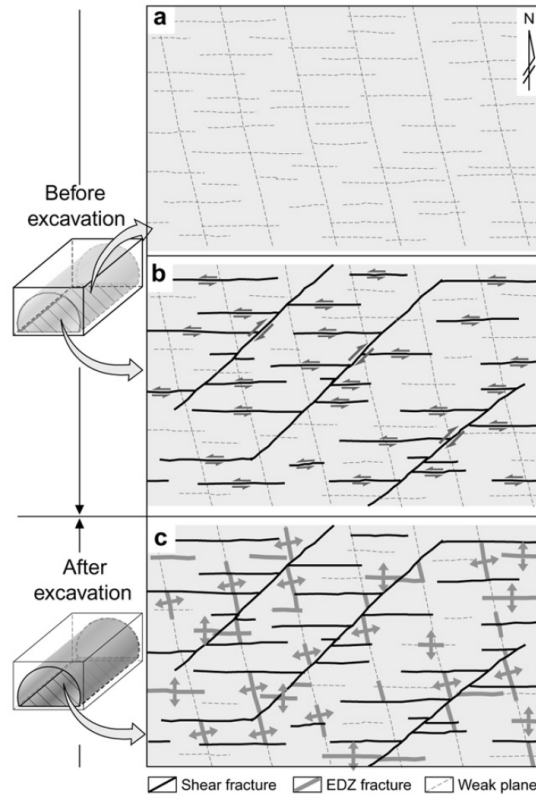 a
N
Before
excavation
b
After
excavation
c
Shear fracture
EDZ fracture
Weak plane